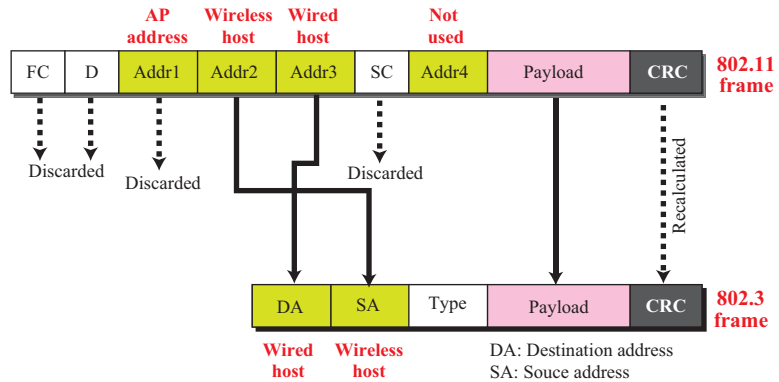 AP address
Wireless host
Wired host
Not used
FC D Addr1 Addr2 Addr3 SC Addr4 Payload CRC
802.11 frame
Discarded
Discarded
Discarded
Recalculated
DA SA Type Payload CRC
802.3 frame
Wired host
Wireless host
DA: Destination address
SA: Souce address